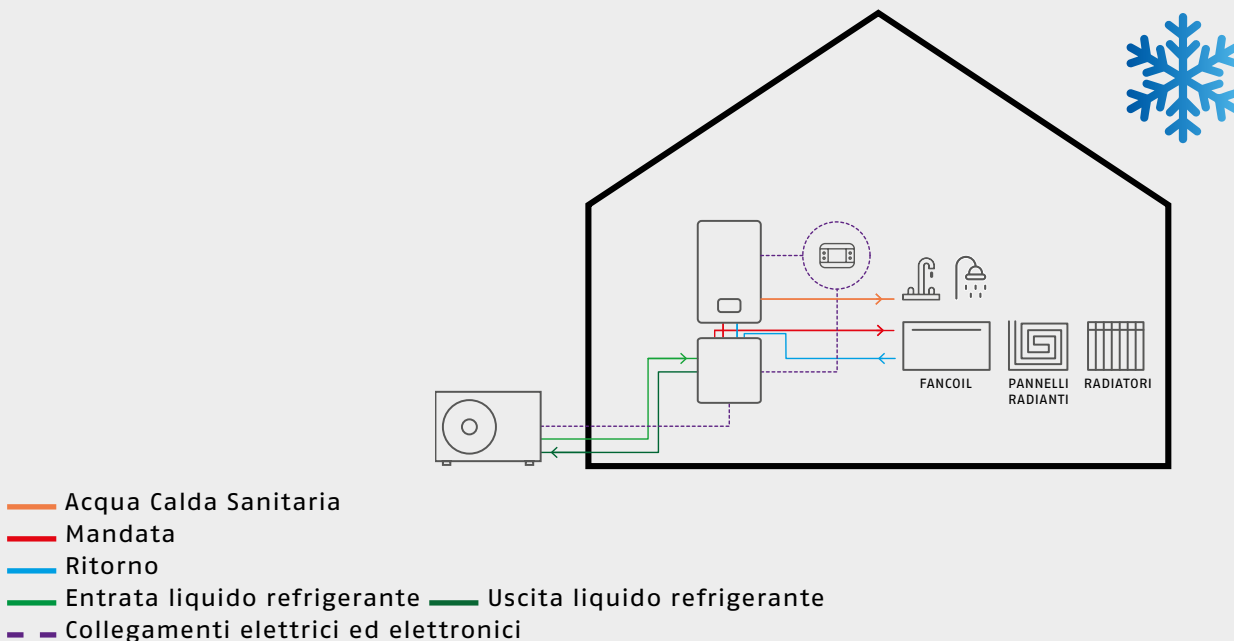 FANCOIL
PANNELLI
RADIANTI
RADIATORI
Acqua Calda Sanitaria
Mandata
Ritorno
Entrata liquido refrigerante
Uscita liquido refrigerante
Collegamenti elettrici ed elettronici